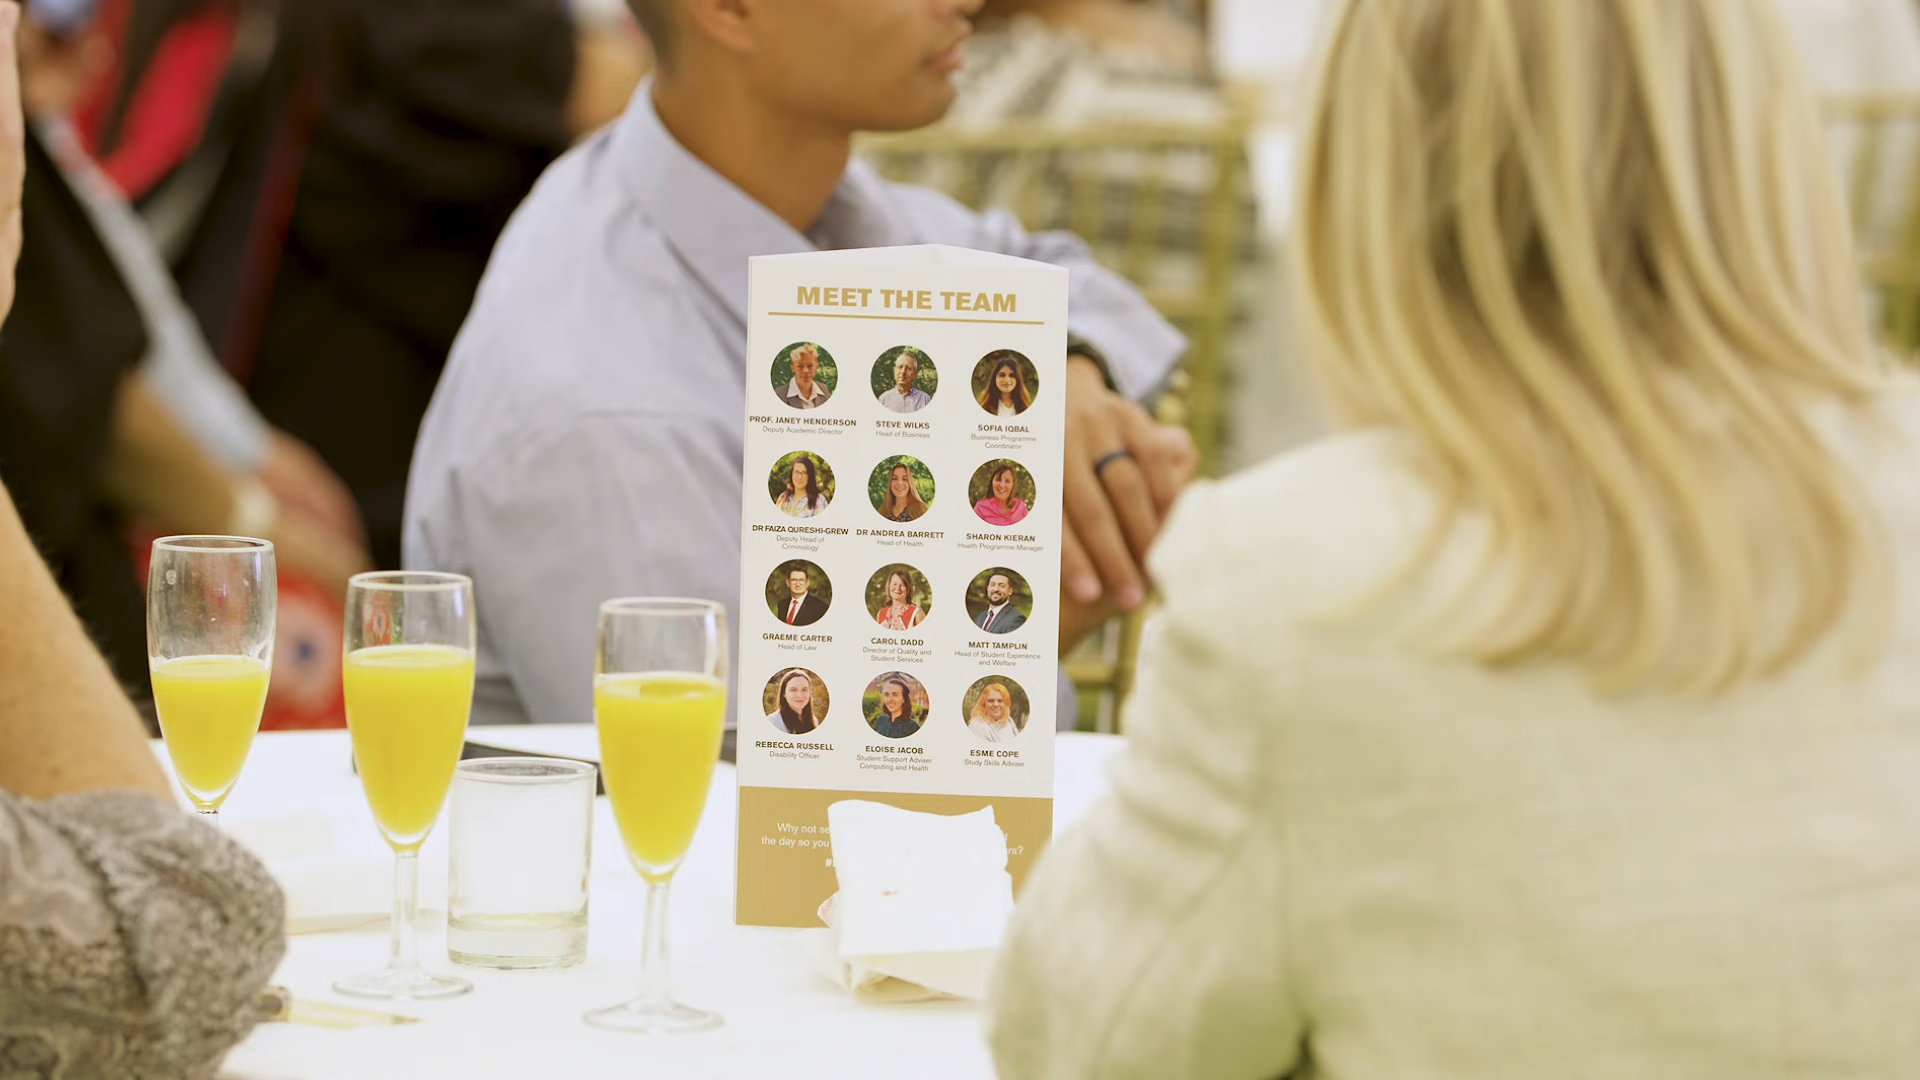 MEET THE TEAM
PROF. JANEY HENDERSON
Deputy Academic Director
STEVE WILKS
Head of Business
SOFIA IQBAL
Business Programme
Coordinator
DR FAIZA QURESHI-GREW
Deputy Head of
Criminology
DR ANDREA BARRETT
Head of Health
SHARON KIERAN
Health Programme Manager
GRAEME CARTER
Head of Law
CAROL DADD
Director of Quality and
Student Services
MATT TAMPLIN
Head of Student Experience
and Welfare
REBECCA RUSSELL
Disability Officer
ELOISE JACOB
Student Support Adviser
Computing and Health
ESME COPE
Study Skills Adviser
Why not
the day so you